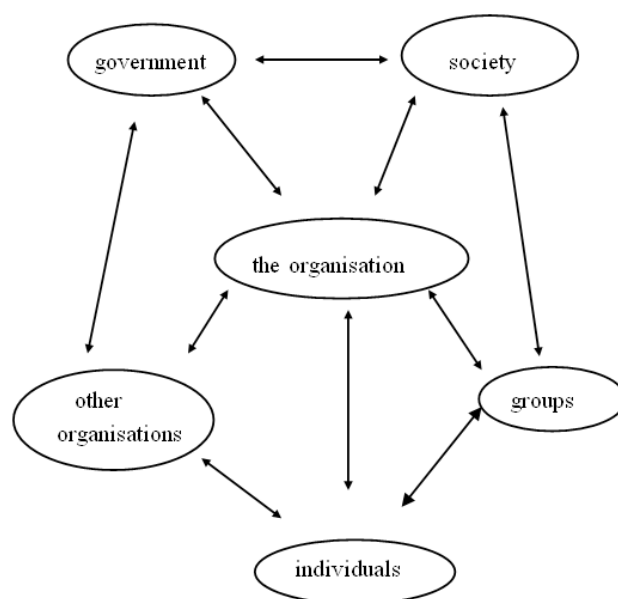 government
society
the organisation
other
organisations
groups
individuals